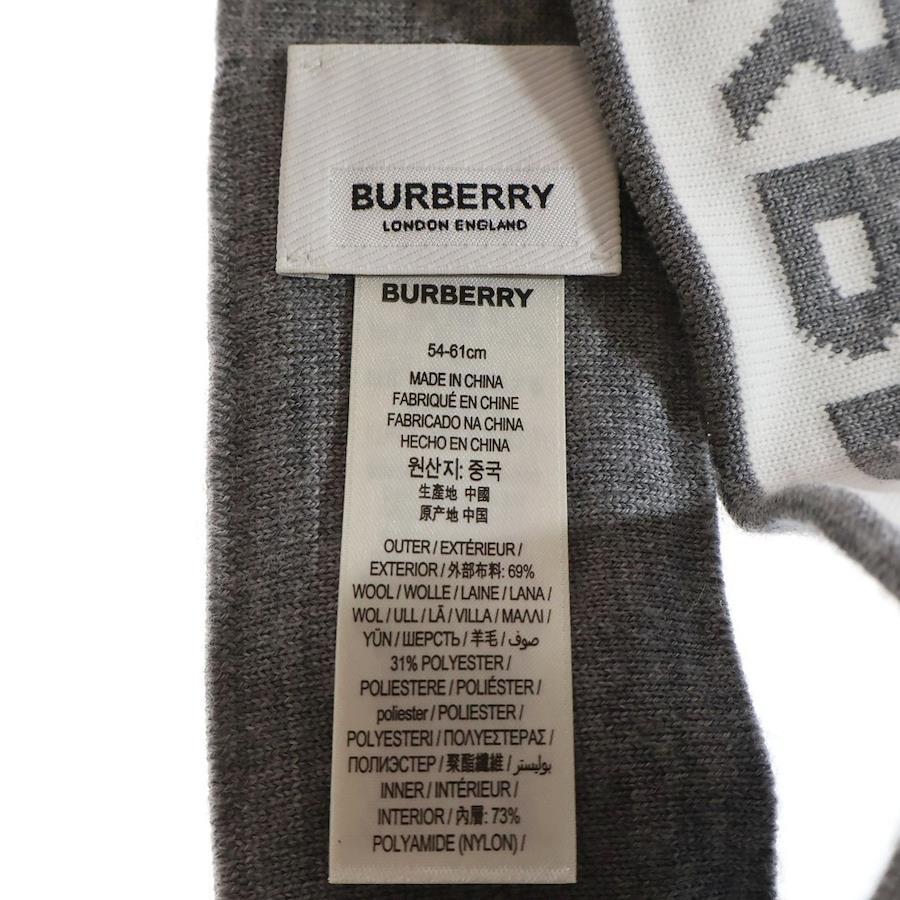 BURBERRY
LONDON ENGLAND
BURBERRY
54-61cm
MADE IN CHINA
FABRIQUÉ EN CHINE
FABRICADO NA CHINA
HECHO EN CHINA
원산지: 중국
生產地 中國
原产地 中国
OUTER / EXTÉRIEUR /
EXTERIOR / 外部布料: 69%
WOOL / WOLLE / LAINE / LANA /
WOL / ULL / LÃ / VILLA / ΜΑΛΛΙ /
YÜN / ШЕРСТЬ / 羊毛 / صوف
31% POLYESTER /
POLIESTERE / POLIÉSTER /
poliester / POLIESTER /
POLYESTERI / ΠΟΛΥΕΣΤΕΡΑΣ /
ПОЛИЭСТЕР / 聚酯纖維 / بوليستر
INNER / INTÉRIEUR /
INTERIOR / 內層: 73%
POLYAMIDE (NYLON) /